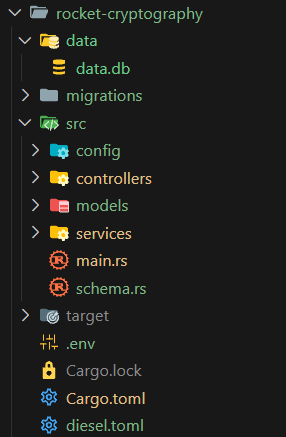 rocket-cryptography
data
data.db
migrations
src
config
controllers
models
services
main.rs
schema.rs
target
.env
Cargo.lock
Cargo.toml
diesel.toml